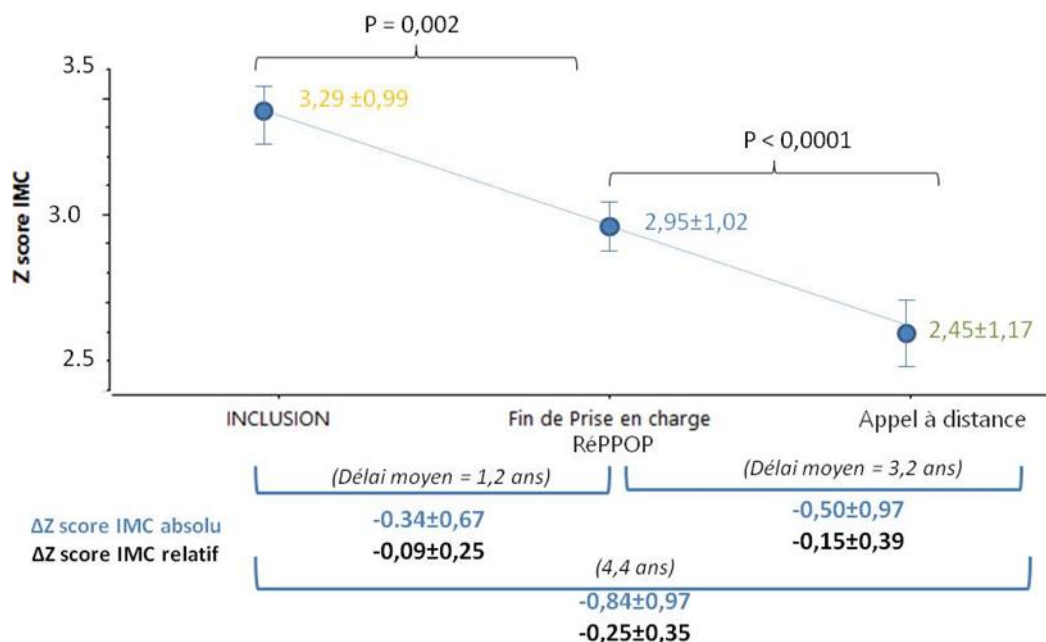 P = 0,002
3.5
3,29 ±0,99
P < 0,0001
3.0
2,95±1,02
2,45±1,17
2.5
Z score IMC
INCLUSION
Fin de Prise en charge
RéPPOP
Appel à distance
(Délai moyen = 1,2 ans)
(Délai moyen = 3,2 ans)
ΔZ score IMC absolu
-0.34±0,67
-0,50±0,97
ΔZ score IMC relatif
-0,09±0,25
-0,15±0,39
(4,4 ans)
-0,84±0,97
-0,25±0,35